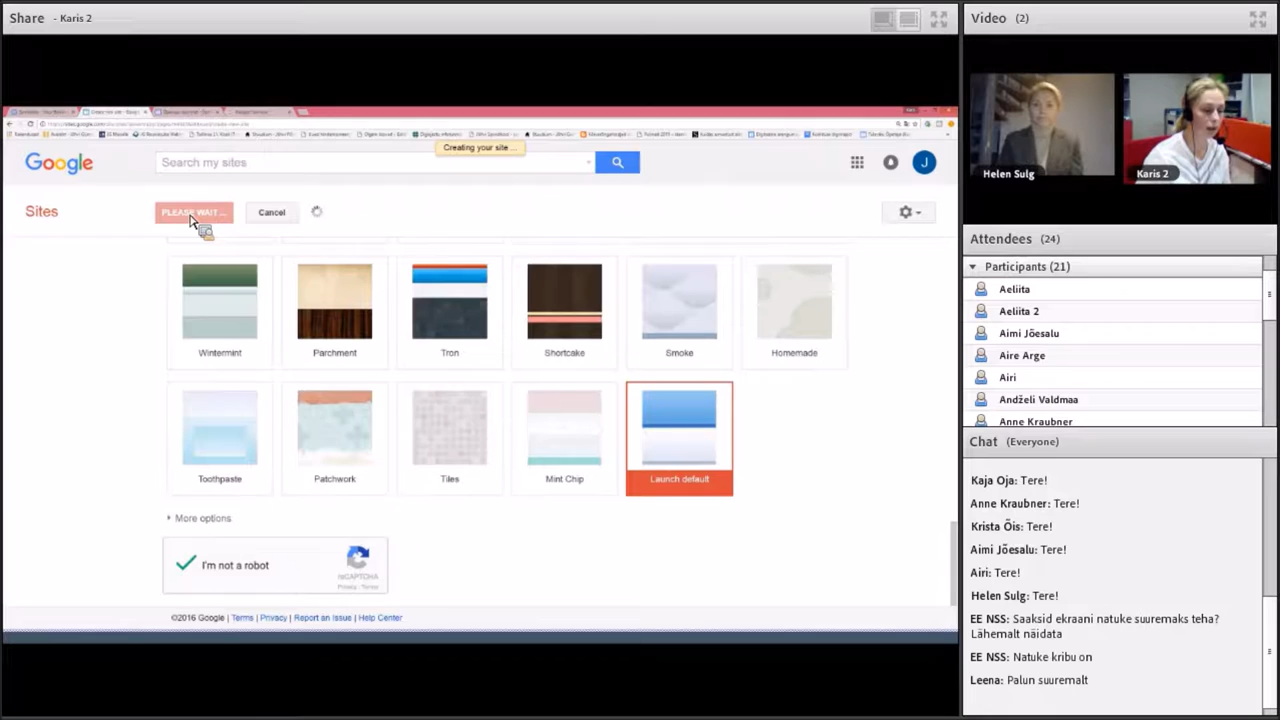 Share - Karis 2
Google
Search my sites
Creating your site ...
J
Sites
PLEASE WAIT ...
Cancel
Wintermint
Parchment
Tron
Shortcake
Smoke
Homemade
Toothpaste
Patchwork
Tiles
Mint Chip
Launch default
More options
I'm not a robot
reCAPTCHA
Privacy - Terms
©2016 Google | Terms | Privacy | Report an Issue | Help Center
Video (2)
Helen Sulg
Karis 2
Attendees (24)
Participants (21)
Aeliita
Aeliita 2
Aimi Jõesalu
Aire Arge
Airi
Andželi Valdmaa
Anne Kraubner
Chat (Everyone)
Kaja Oja: Tere!
Anne Kraubner: Tere!
Krista Õis: Tere!
Aimi Jõesalu: Tere!
Airi: Tere!
Helen Sulg: Tere!
EE NSS: Saaksid ekraani natuke suuremaks teha?
Lähemalt näidata
EE NSS: Natuke kribu on
Leena: Palun suuremalt